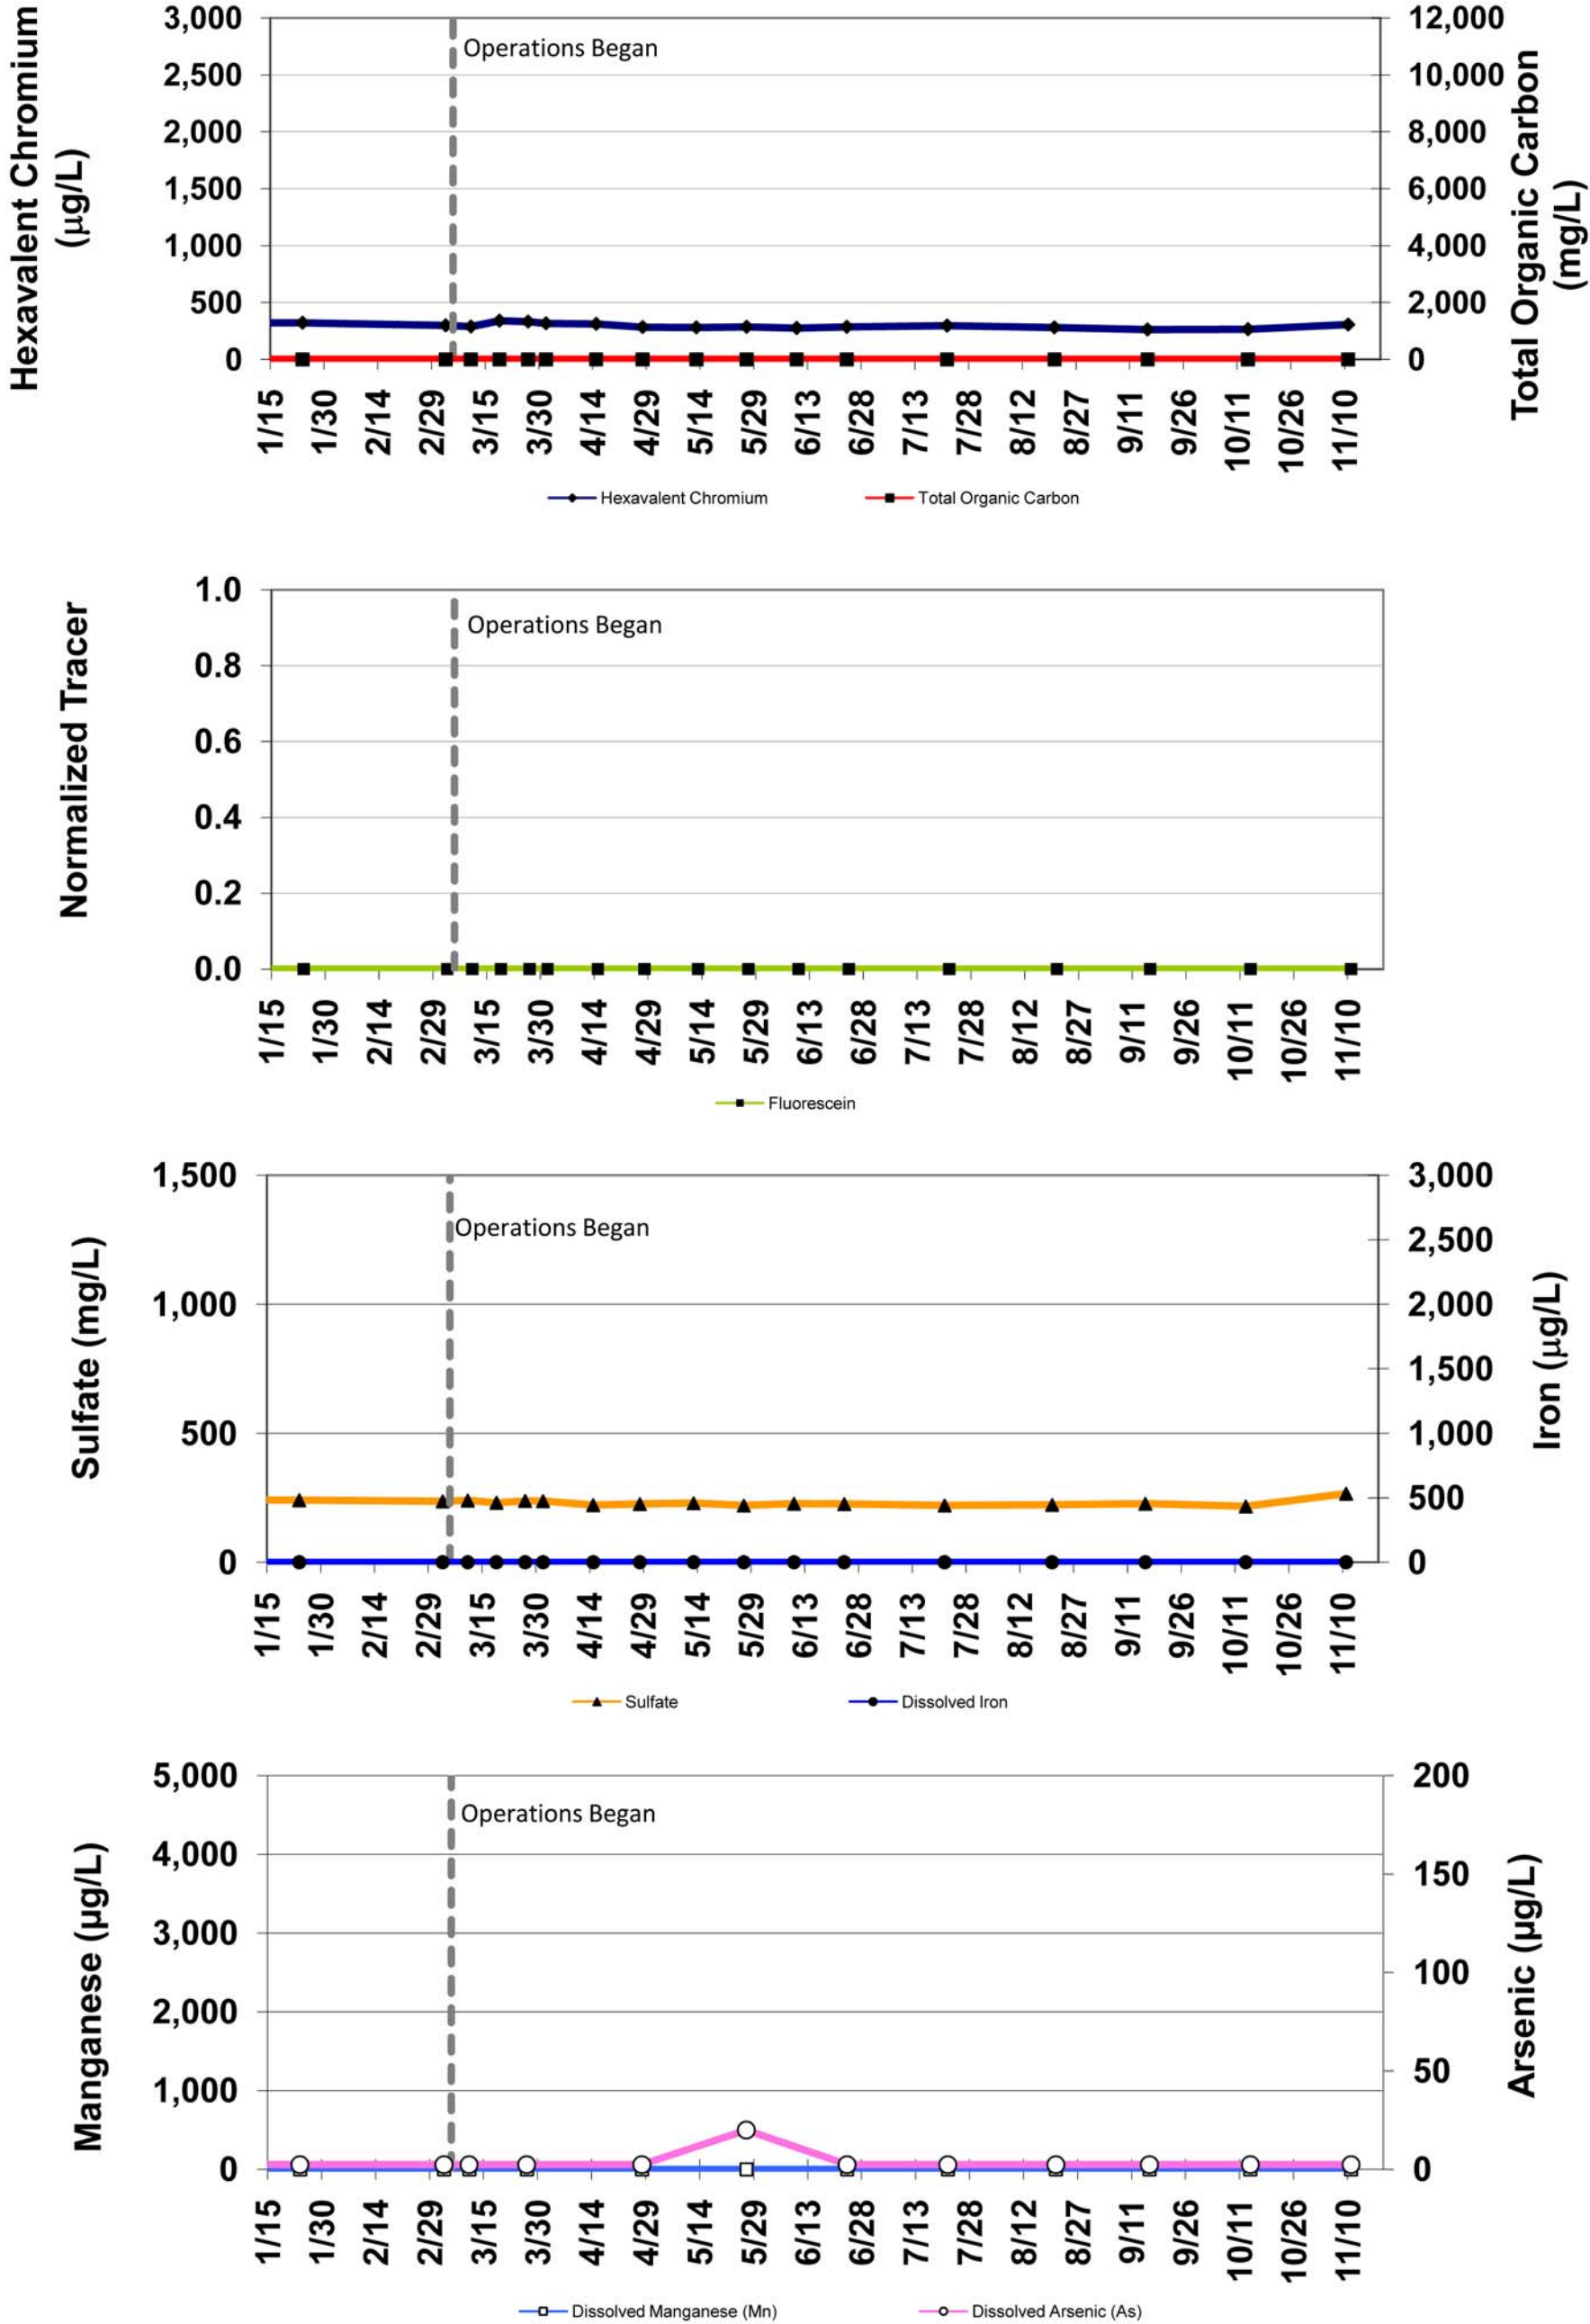 Hexavalent Chromium
(µg/L)
3,000
2,500
2,000
1,500
1,000
500
0
Operations Began
12,000
10,000
8,000
6,000
4,000
2,000
0
Total Organic Carbon
(mg/L)
1/15 1/30 2/14 2/29 3/15 3/30 4/14 4/29 5/14 5/29 6/13 6/28 7/13 7/28 8/12 8/27 9/11 9/26 10/11 10/26 11/10
Hexavalent Chromium Total Organic Carbon
Normalized Tracer
1.0
0.8
0.6
0.4
0.2
0.0
Operations Began
1/15 1/30 2/14 2/29 3/15 3/30 4/14 4/29 5/14 5/29 6/13 6/28 7/13 7/28 8/12 8/27 9/11 9/26 10/11 10/26 11/10
Fluorescein
Sulfate (mg/L)
1,500
1,000
500
0
Operations Began
3,000
2,500
2,000
1,500
1,000
500
0
Iron (µg/L)
1/15 1/30 2/14 2/29 3/15 3/30 4/14 4/29 5/14 5/29 6/13 6/28 7/13 7/28 8/12 8/27 9/11 9/26 10/11 10/26 11/10
Sulfate Dissolved Iron
Manganese (µg/L)
5,000
4,000
3,000
2,000
1,000
0
Operations Began
200
150
100
50
0
Arsenic (µg/L)
1/15 1/30 2/14 2/29 3/15 3/30 4/14 4/29 5/14 5/29 6/13 6/28 7/13 7/28 8/12 8/27 9/11 9/26 10/11 10/26 11/10
Dissolved Manganese (Mn) Dissolved Arsenic (As)